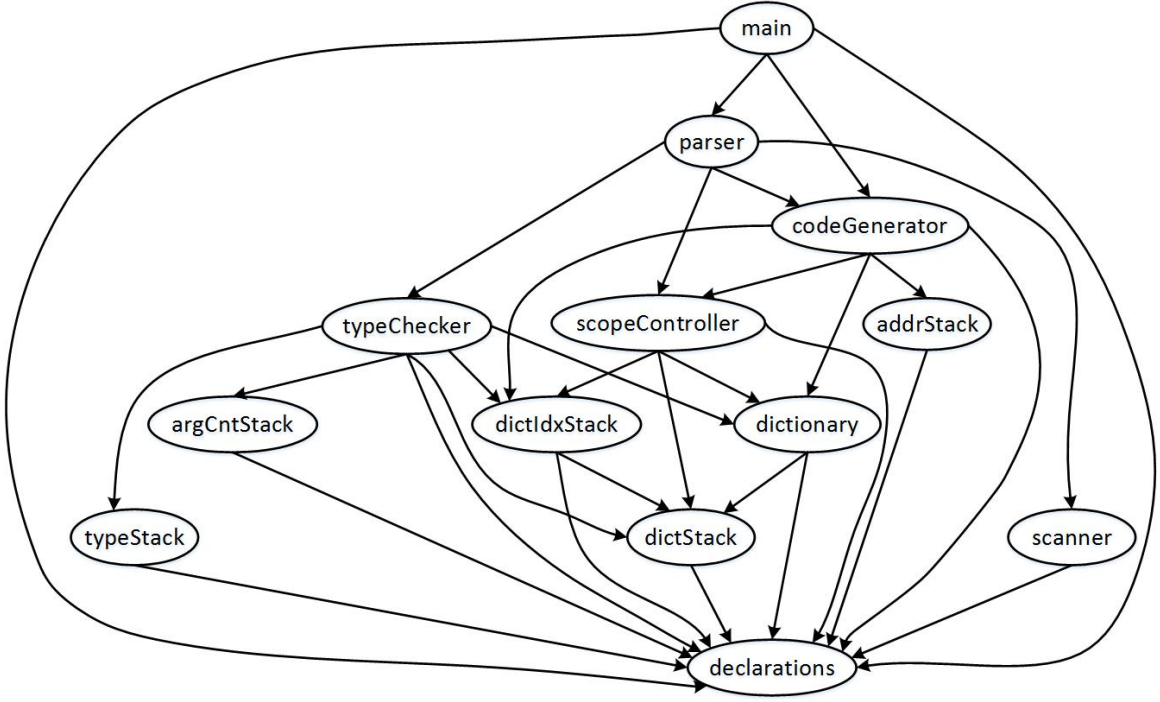 main
parser
codeGenerator
typeChecker
scopeController
addrStack
argCntStack
dictIdxStack
dictionary
typeStack
dictStack
scanner
declarations